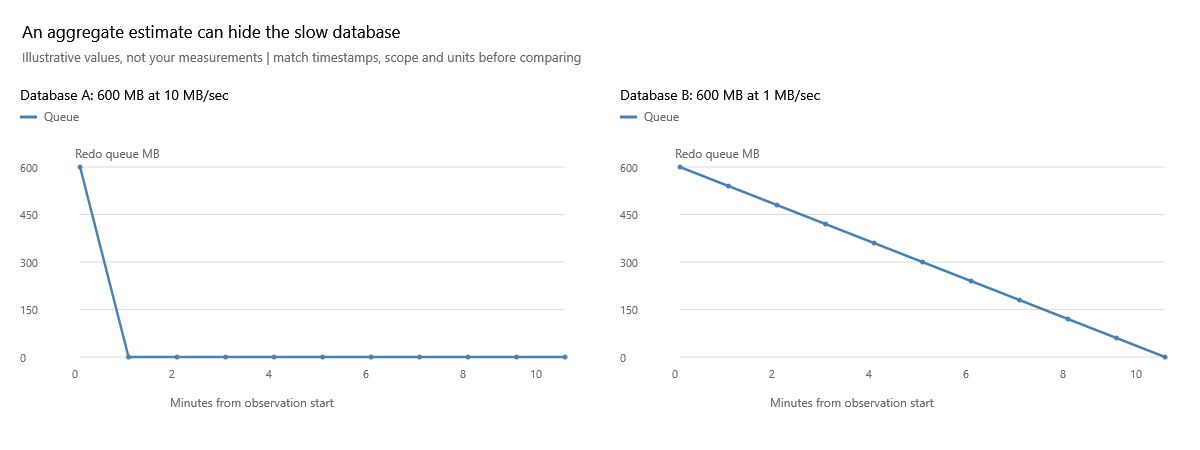 An aggregate estimate can hide the slow database
Illustrative values, not your measurements | match timestamps, scope and units before comparing
Database A: 600 MB at 10 MB/sec
Queue
Redo queue MB
600
450
300
150
0
0 2 4 6 8 10
Minutes from observation start
Database B: 600 MB at 1 MB/sec
Queue
Redo queue MB
600
450
300
150
0
0 2 4 6 8 10
Minutes from observation start